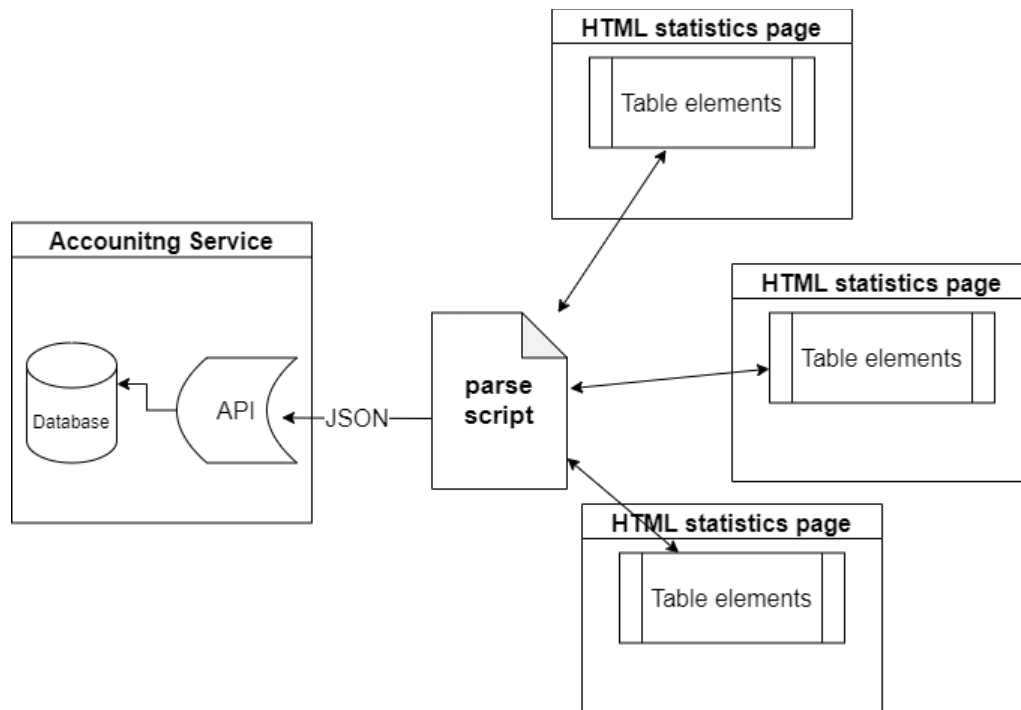 HTML statistics page
Table elements
Accounitng Service
Database
API
JSON
parse
script
HTML statistics page
Table elements
HTML statistics page
Table elements